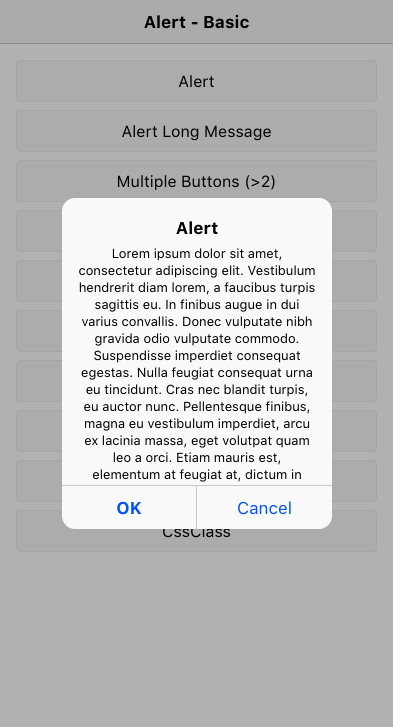 Alert - Basic
Alert
Alert Long Message
Multiple Buttons (>2)
Alert
Lorem ipsum dolor sit amet,
consectetur adipiscing elit. Vestibulum
hendrerit diam lorem, a faucibus turpis
sagittis eu. In finibus augue in dui
varius convallis. Donec vulputate nibh
gravida odio vulputate commodo.
Suspendisse imperdiet consequat
egestas. Nulla feugiat consequat urna
eu tincidunt. Cras nec blandit turpis,
eu auctor nunc. Pellentesque finibus,
magna eu vestibulum imperdiet, arcu
ex lacinia massa, eget volutpat quam
leo a orci. Etiam mauris est,
elementum at feugiat at, dictum in
OK
Cancel
CssClass